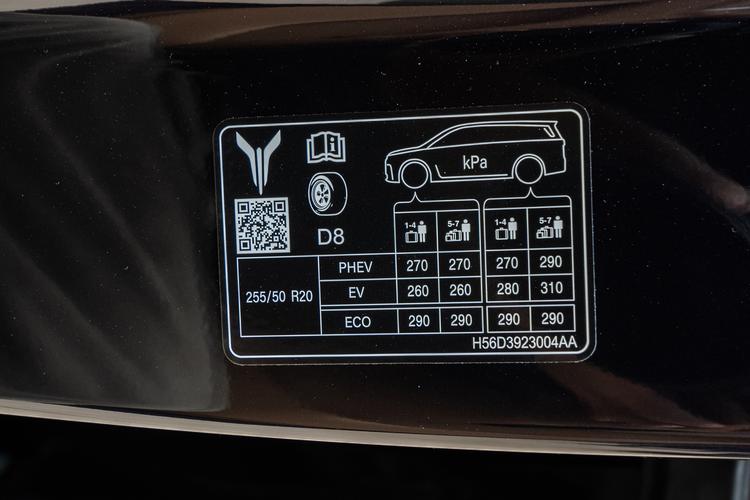 kPa
D8
1-4 5-7 1-4 5-7
255/50 R20
PHEV 270 270 270 290
EV 260 260 280 310
ECO 290 290 290 290
H56D3923004AA